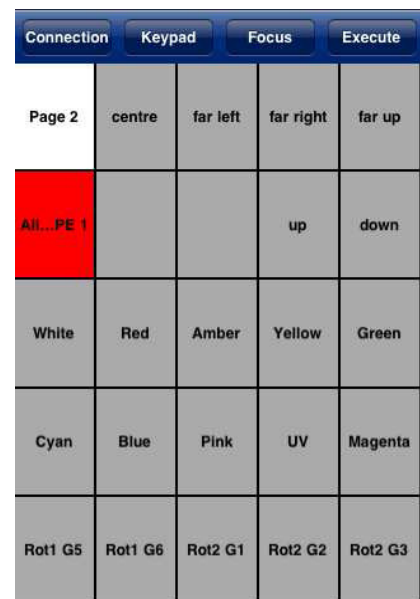 Connection Keypad Focus Execute
Page 2 centre far left far right far up
All...PE 1 up down
White Red Amber Yellow Green
Cyan Blue Pink UV Magenta
Rot1 G5 Rot1 G6 Rot2 G1 Rot2 G2 Rot2 G3